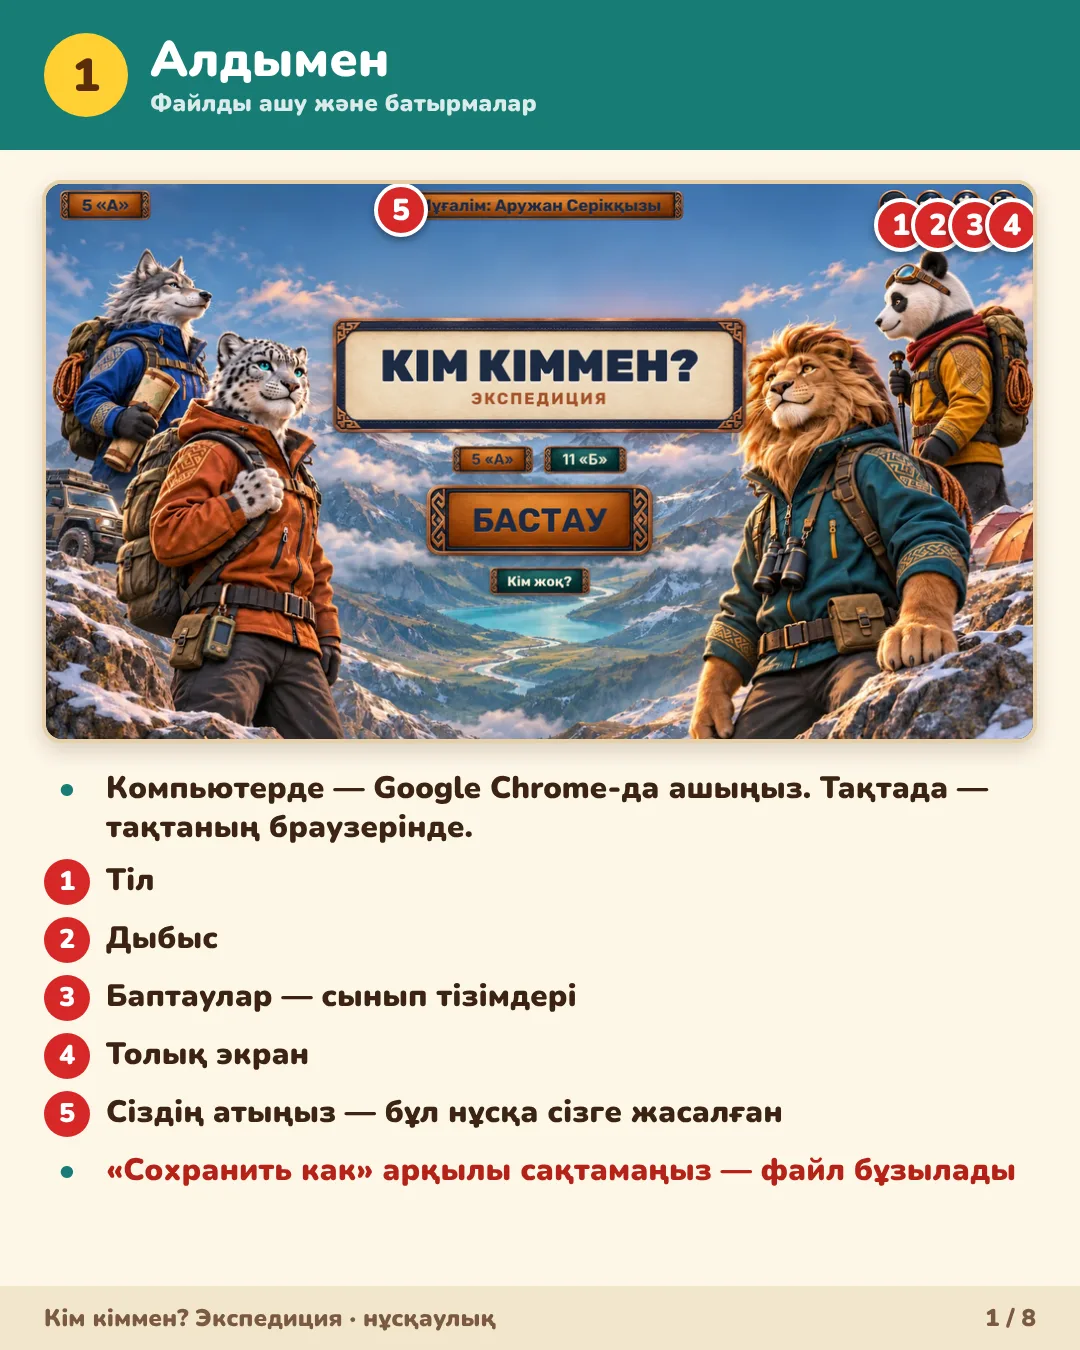 1
Алдымен
Файлды ашу және батырмалар
5 «А»
5
Аружан Серікқызы
1 2 3 4
КІМ КІММЕН?
ЭКСПЕДИЦИЯ
5 «А» 11 «Б»
БАСТАУ
Кім жоқ?
• Компьютерде — Google Chrome-да ашыңыз. Тақтада —
тақтаның браузерінде.
1 Тіл
2 Дыбыс
3 Баптаулар — сынып тізімдері
4 Толық экран
5 Сіздің атыңыз — бұл нұсқа сізге жасалған
• «Сохранить как» арқылы сақтамаңыз — файл бұзылады
Кім кіммен? Экспедиция · нұсқаулық
1 / 8